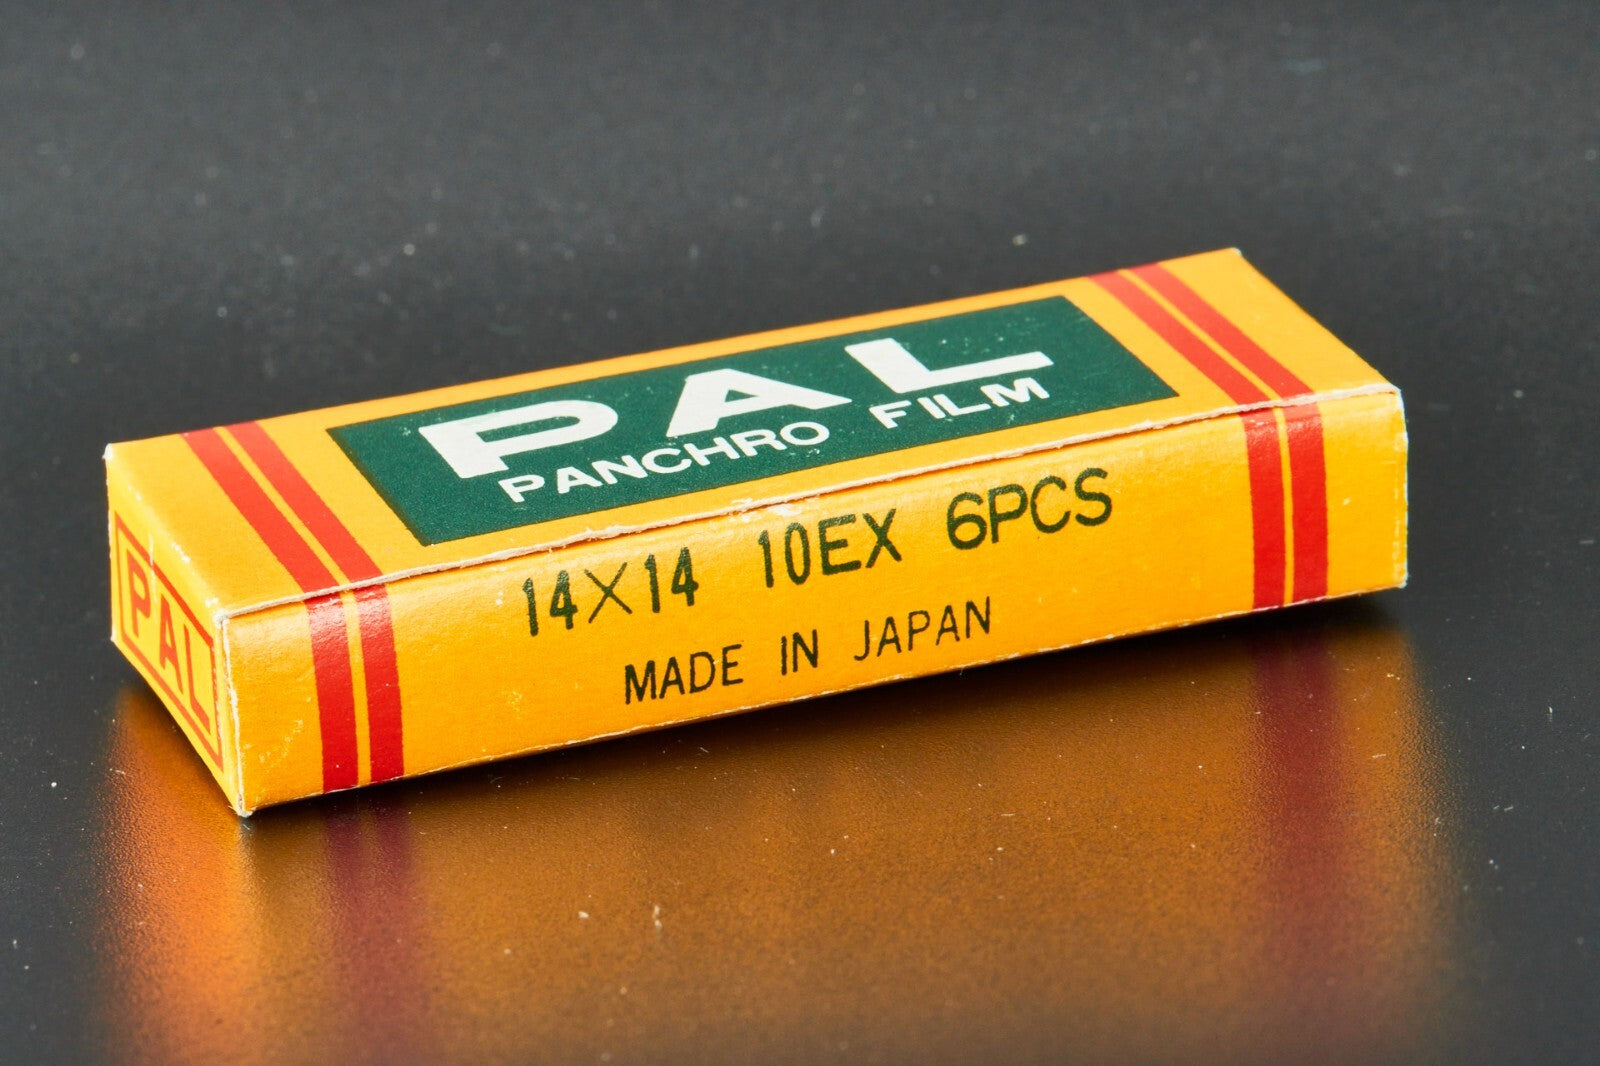 PAL
PANCHRO FILM
14×14 10EX 6PCS
MADE IN JAPAN
PAL